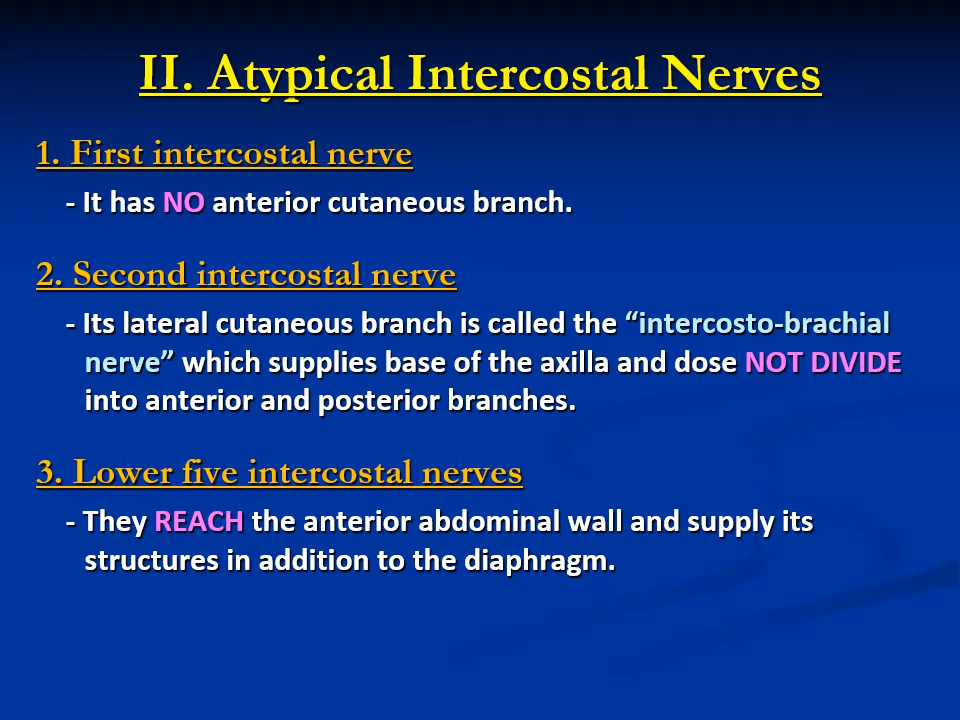 II. Atypical Intercostal Nerves
1. First intercostal nerve
- It has NO anterior cutaneous branch.
2. Second intercostal nerve
- Its lateral cutaneous branch is called the “intercosto-brachial
nerve” which supplies base of the axilla and dose NOT DIVIDE
into anterior and posterior branches.
3. Lower five intercostal nerves
- They REACH the anterior abdominal wall and supply its
structures in addition to the diaphragm.